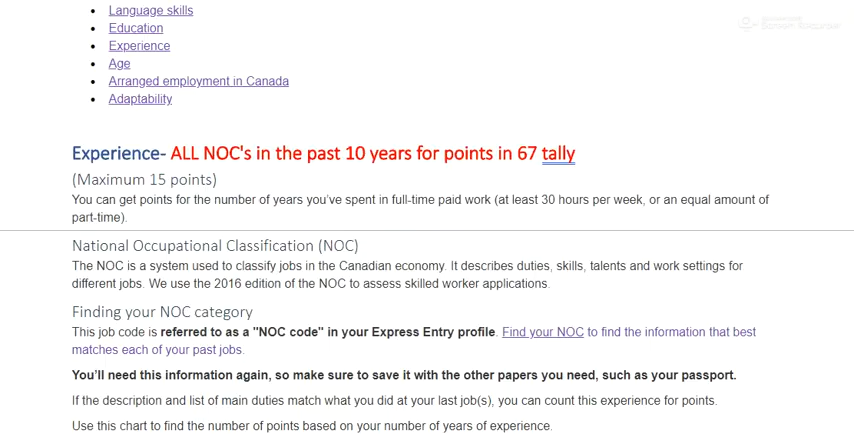 Language skills
Education
Experience
Age
Arranged employment in Canada
Adaptability
Experience- ALL NOC's in the past 10 years for points in 67 tally
(Maximum 15 points)
You can get points for the number of years you've spent in full-time paid work (at least 30 hours per week, or an equal amount of
part-time).
National Occupational Classification (NOC)
The NOC is a system used to classify jobs in the Canadian economy. It describes duties, skills, talents and work settings for
different jobs. We use the 2016 edition of the NOC to assess skilled worker applications.
Finding your NOC category
This job code is referred to as a "NOC code" in your Express Entry profile. Find your NOC to find the information that best
matches each of your past jobs.
You'll need this information again, so make sure to save it with the other papers you need, such as your passport.
If the description and list of main duties match what you did at your last job(s), you can count this experience for points.
Use this chart to find the number of points based on your number of years of experience.